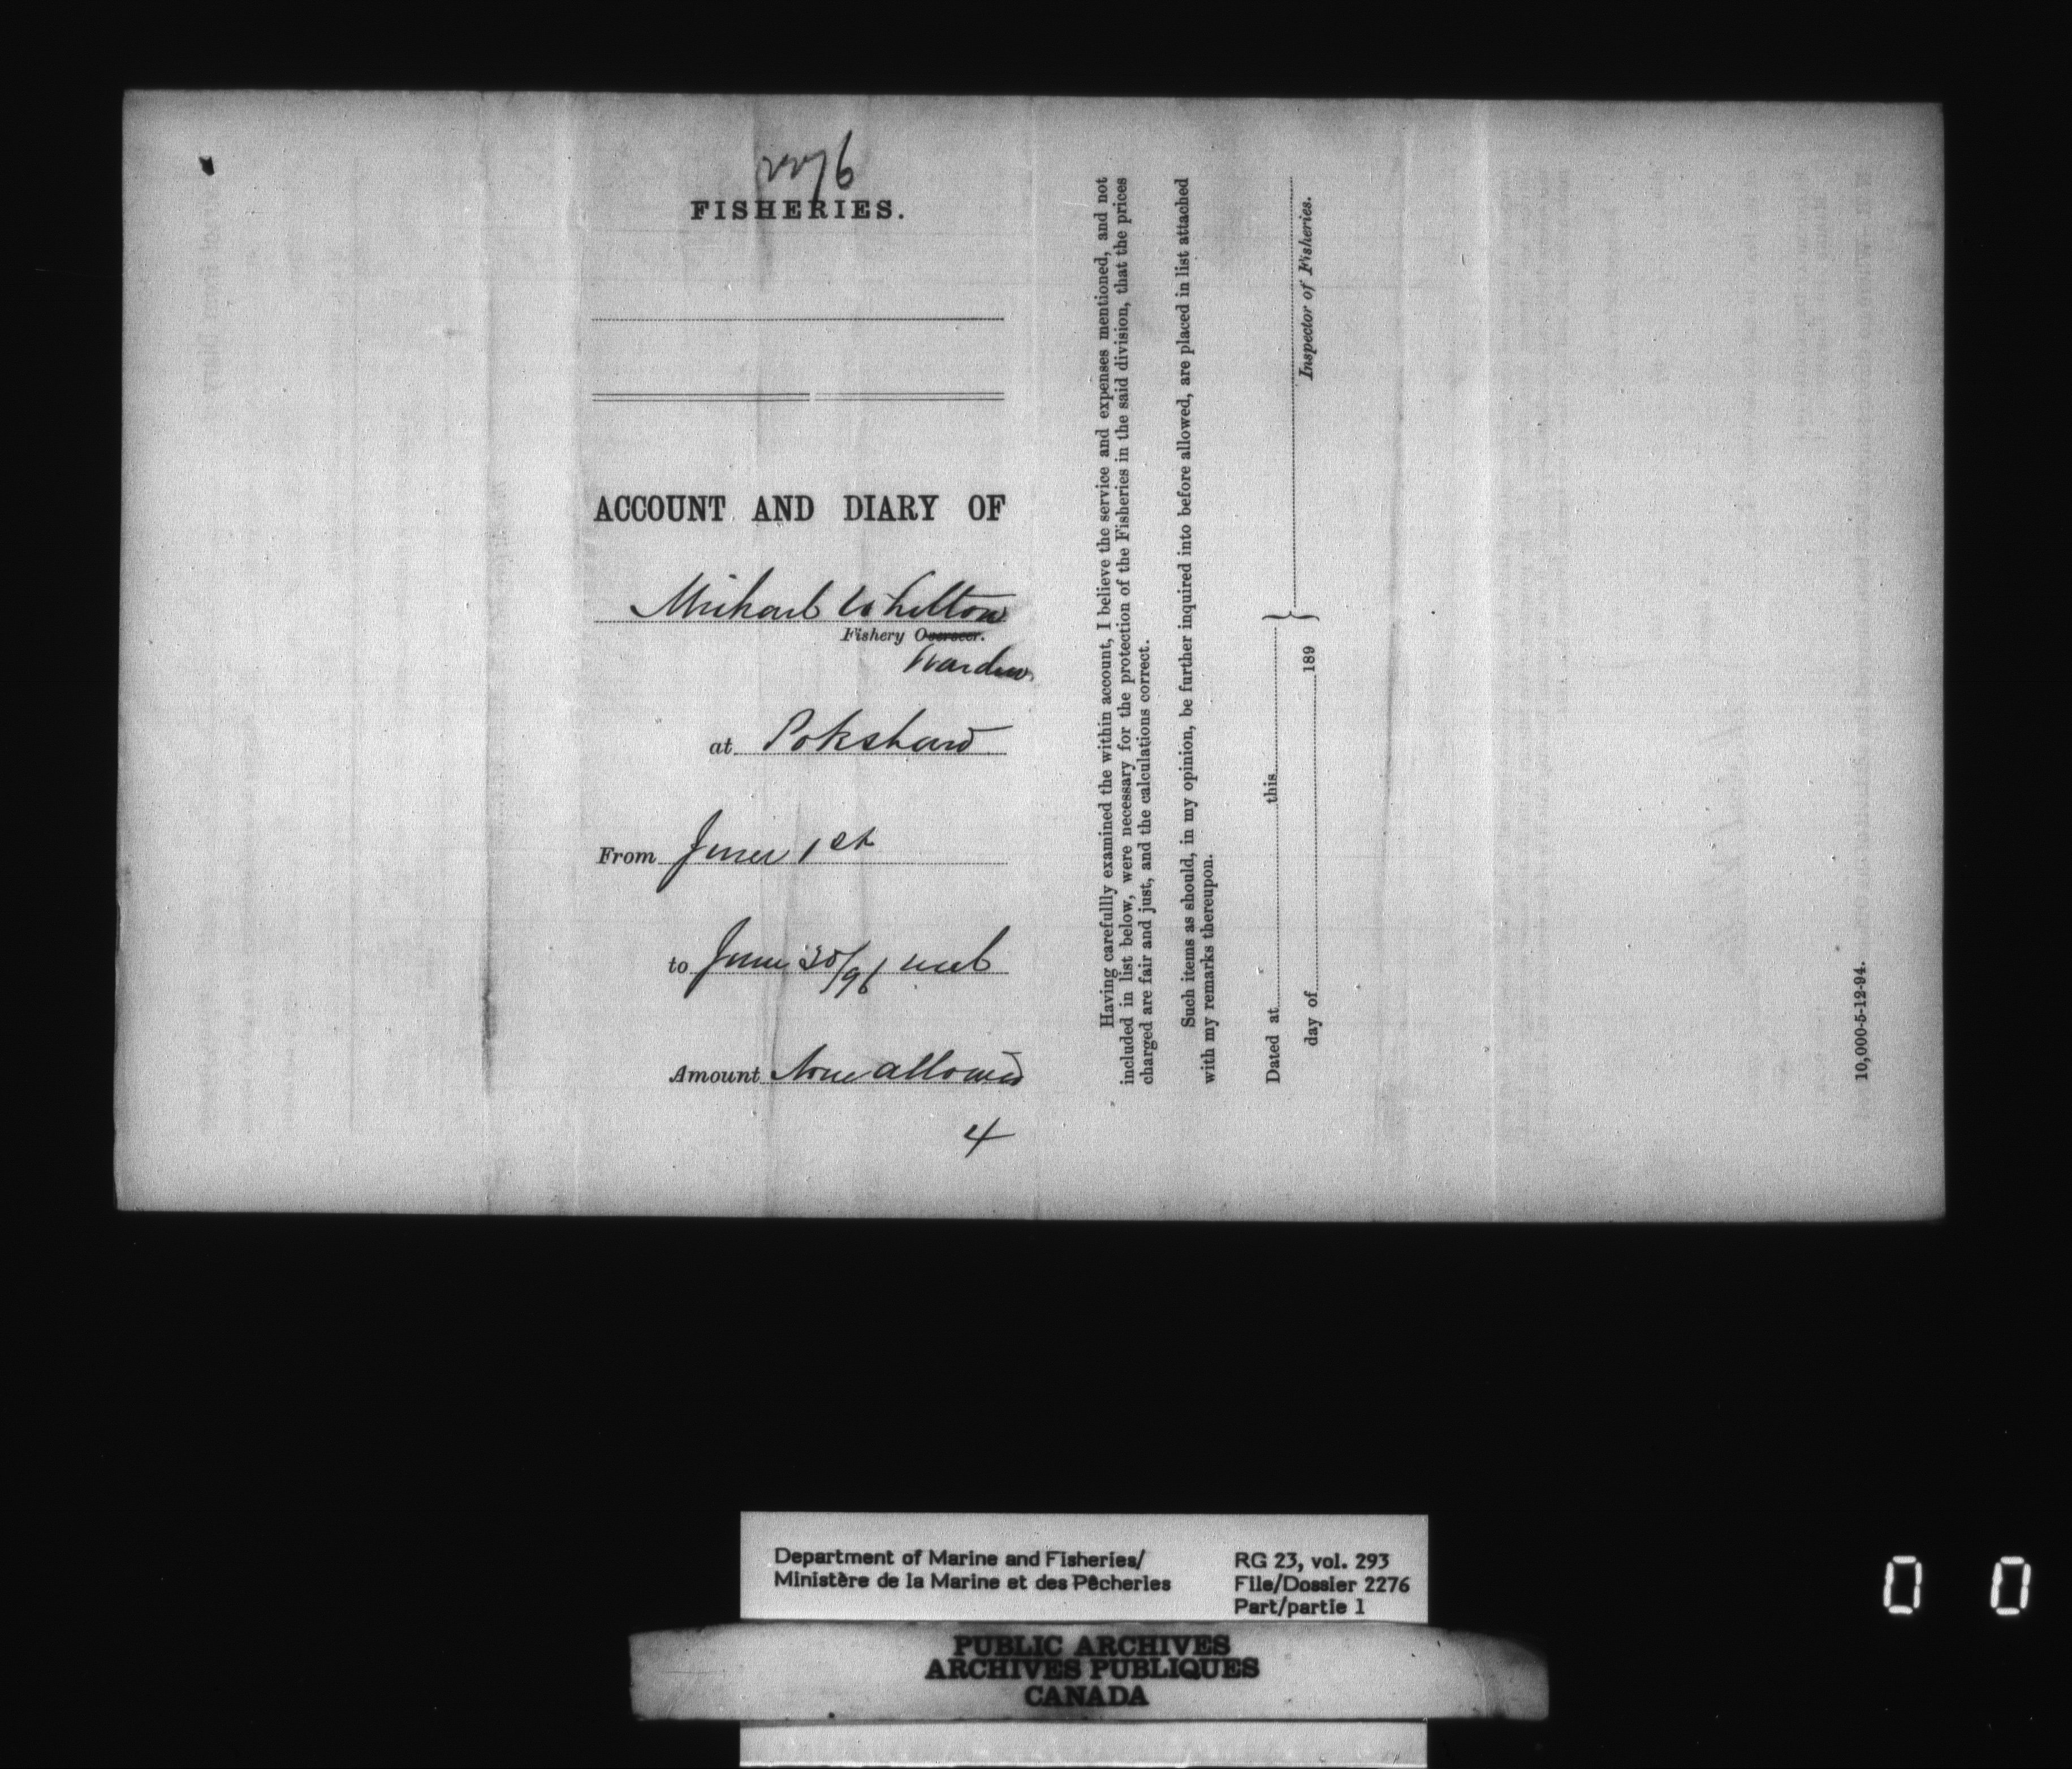 2276
FISHERIES.
ACCOUNT AND DIARY OF
Michael Whelton
Fishery Overseer.
Warden
at Pokshaw
From June 1st
to June 30/96 incl
Amount None allowed
4
Having carefullly examined the within account, I believe the service and expenses mentioned, and not
included in list below, were necessary for the protection of the Fisheries in the said division, that the prices
charged are fair and just, and the calculations correct.
Such items as should, in my opinion, be further inquired into before allowed, are placed in list attached
with my remarks thereupon.
Dated at this
day of 189
Inspector of Fisheries.
10,000-5-12-94.
Department of Marine and Fisheries/
Ministère de la Marine et des Pêcheries
RG 23, vol. 293
File/Dossier 2276
Part/partie 1
PUBLIC ARCHIVES
ARCHIVES PUBLIQUES
CANADA
0 0